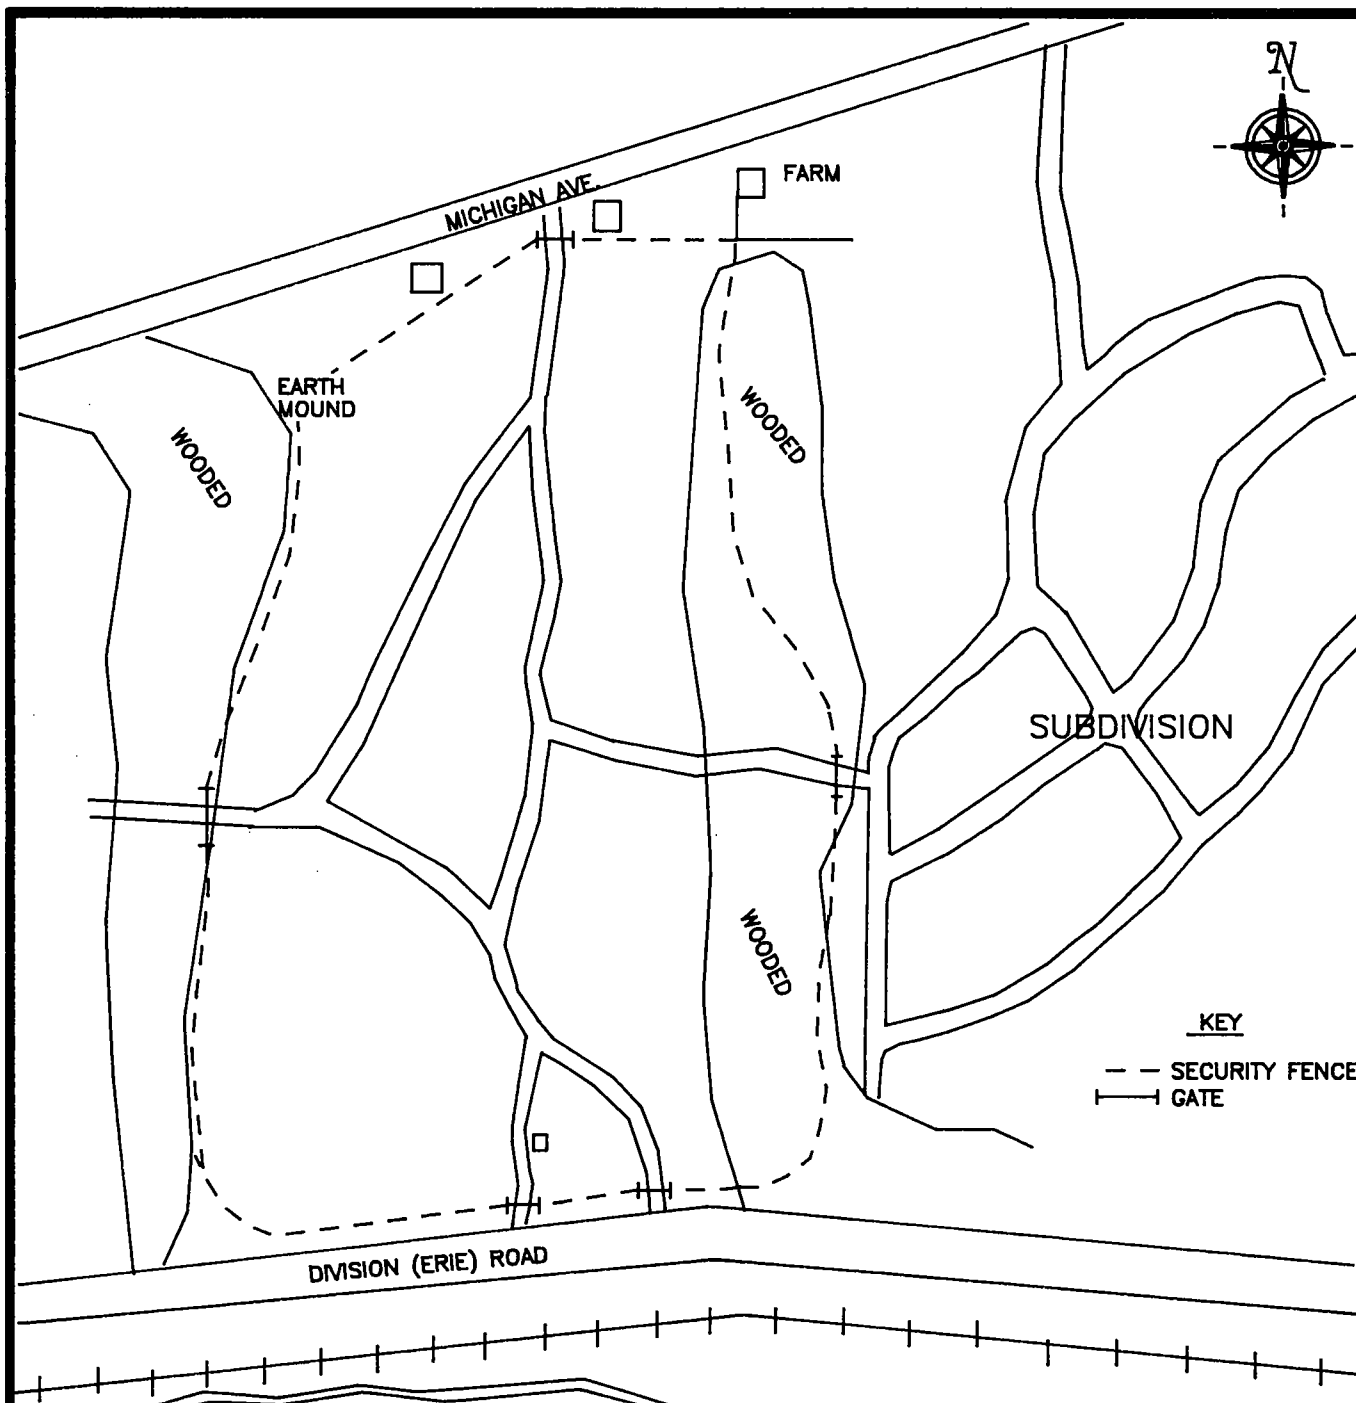 N
FARM
MICHIGAN AVE.
EARTH
MOUND
WOODED
WOODED
SUBDIVISION
WOODED
KEY
SECURITY FENCE
GATE
DIVISION (ERIE) ROAD